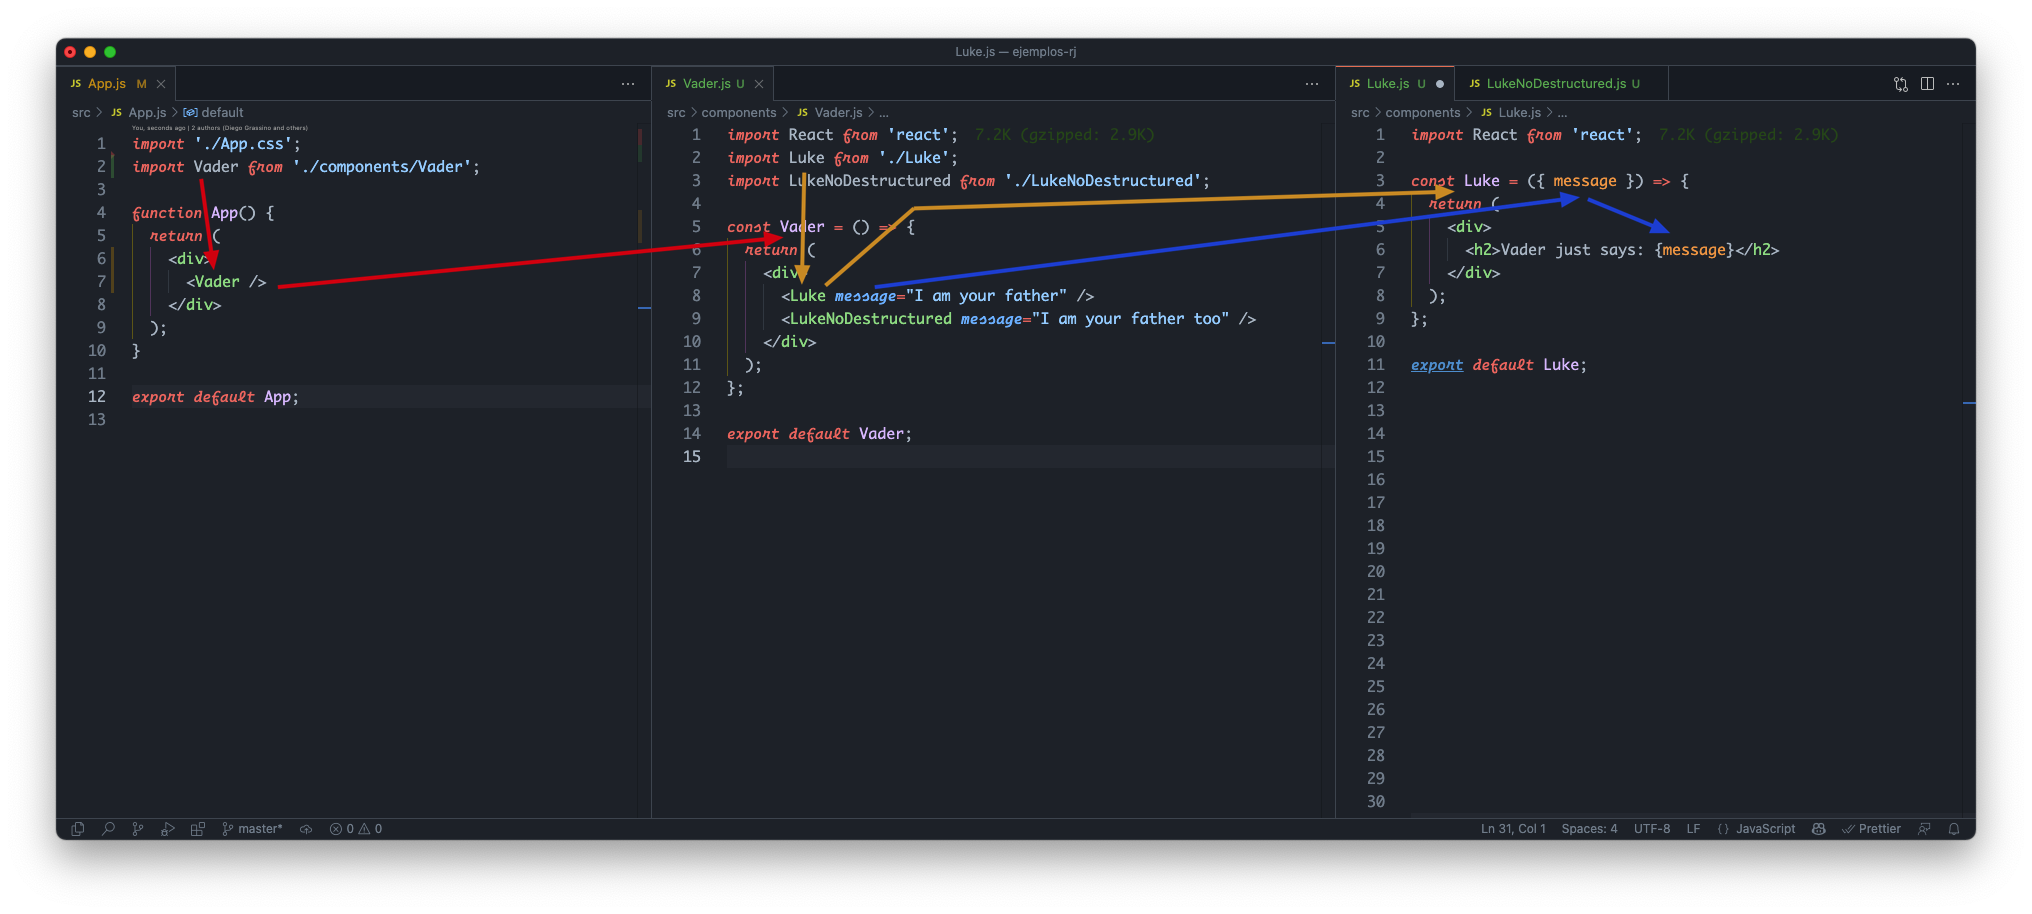 Luke.js — ejemplos-rj
JS App.js M
src > JS App.js > default
You, seconds ago | 2 authors (Diego Grassino and others)
1 import './App.css';
2 import Vader from './components/Vader';
3
4 function App() {
5 return (
6 <div>
7 <Vader />
8 </div>
9 );
10 }
11
12 export default App;
13
JS Vader.js U
src > components > JS Vader.js > ...
1 import React from 'react'; 7.2K (gzipped: 2.9K)
2 import Luke from './Luke';
3 import LukeNoDestructured from './LukeNoDestructured';
4
5 const Vader = () => {
6 return (
7 <div>
8 <Luke message="I am your father" />
9 <LukeNoDestructured message="I am your father too" />
10 </div>
11 );
12 };
13
14 export default Vader;
15
JS Luke.js U JS LukeNoDestructured.js U
src > components > JS Luke.js > ...
1 import React from 'react'; 7.2K (gzipped: 2.9K)
2
3 const Luke = ({ message }) => {
4 return (
5 <div>
6 <h2>Vader just says: {message}</h2>
7 </div>
8 );
9 };
10
11 export default Luke;
12
13
14
15
16
17
18
19
20
21
22
23
24
25
26
27
28
29
30
master* 0 0 Ln 31, Col 1 Spaces: 4 UTF-8 LF {} JavaScript Prettier